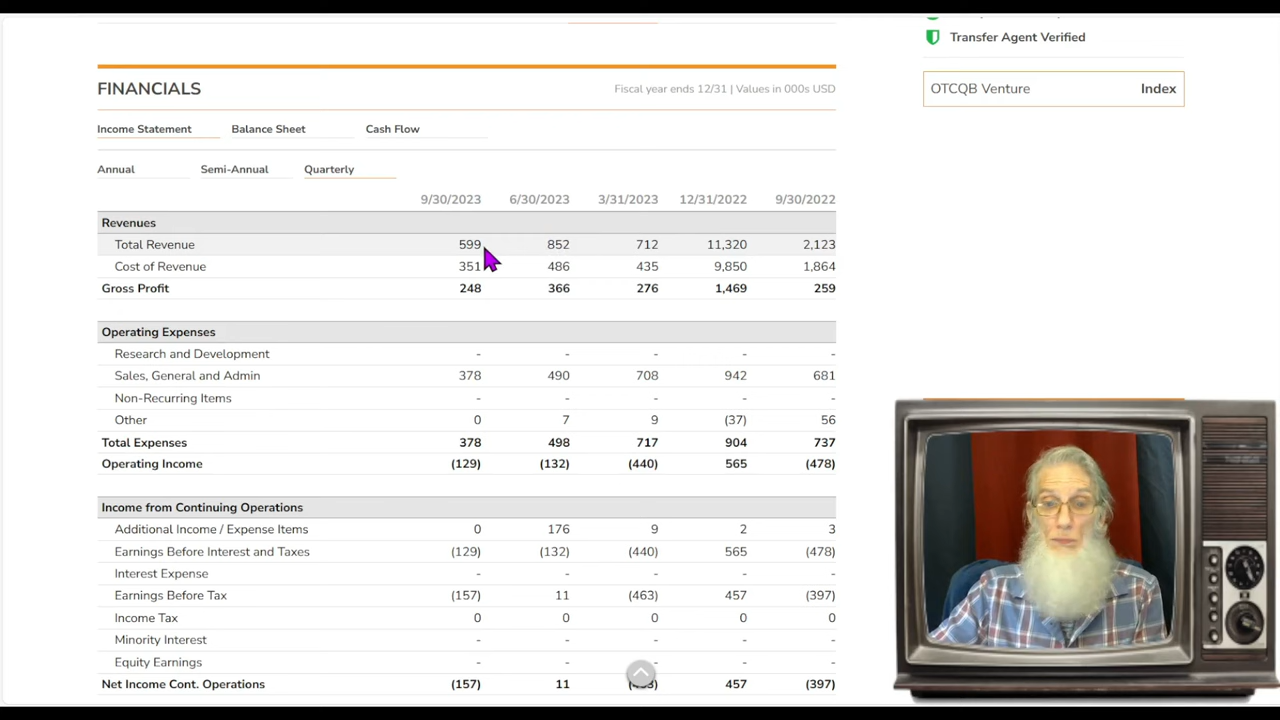 Transfer Agent Verified
FINANCIALS
Fiscal year ends 12/31 | Values in 000s USD
OTCQB Venture Index
Income Statement Balance Sheet Cash Flow
Annual Semi-Annual Quarterly
9/30/2023 6/30/2023 3/31/2023 12/31/2022 9/30/2022
Revenues
Total Revenue 599 852 712 11,320 2,123
Cost of Revenue 351 486 435 9,850 1,864
Gross Profit 248 366 276 1,469 259
Operating Expenses
Research and Development - - - - -
Sales, General and Admin 378 490 708 942 681
Non-Recurring Items - - - - -
Other 0 7 9 (37) 56
Total Expenses 378 498 717 904 737
Operating Income (129) (132) (440) 565 (478)
Income from Continuing Operations
Additional Income / Expense Items 0 176 9 2 3
Earnings Before Interest and Taxes (129) (132) (440) 565 (478)
Interest Expense - - - - -
Earnings Before Tax (157) 11 (463) 457 (397)
Income Tax 0 0 0 0 0
Minority Interest - - - - -
Equity Earnings - - - - -
Net Income Cont. Operations (157) 11 457 (397)